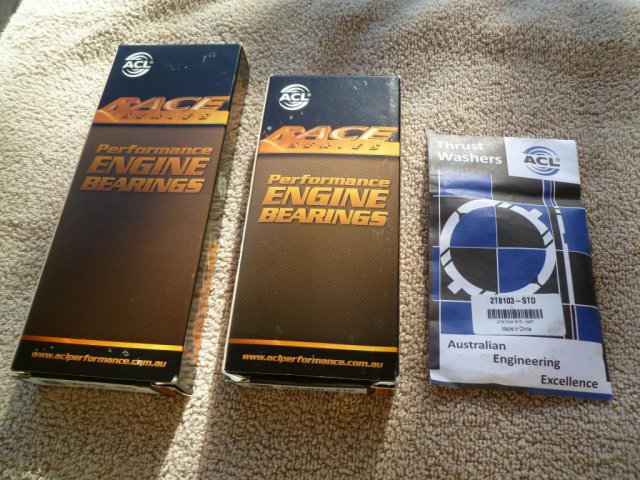 ACL
RACE
SERIES
Performance
ENGINE
BEARINGS
www.aclperformance.com.au
ACL
RACE
SERIES
Performance
ENGINE
BEARINGS
www.aclperformance.com.au
Thrust
Washers
ACL
2T8103-STD
Made in China
Australian
Engineering
Excellence